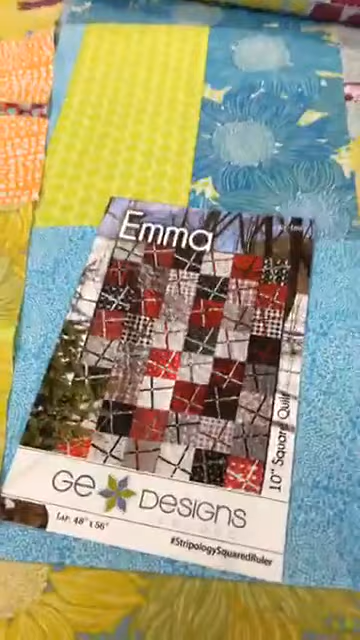 Emma
10" Square Quilt
GE DESIGNS
LAP: 48" x 56"
#StripologySquaredRuler